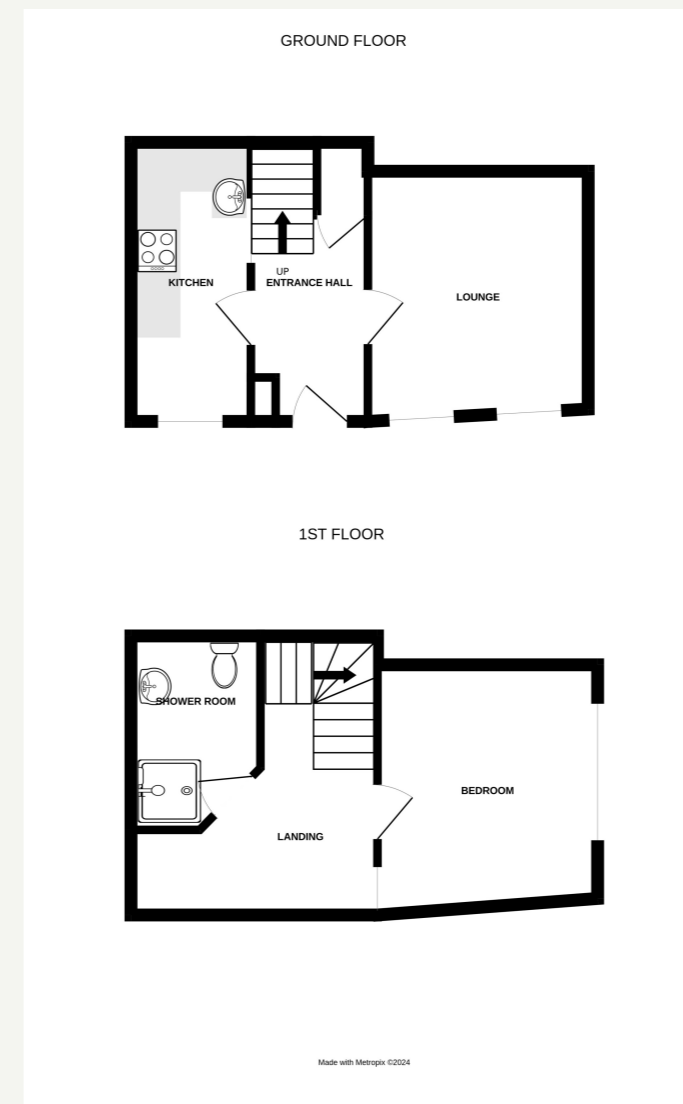 GROUND FLOOR
UP
KITCHEN
ENTRANCE HALL
LOUNGE
1ST FLOOR
SHOWER ROOM
BEDROOM
LANDING
Made with Metropix ©2024